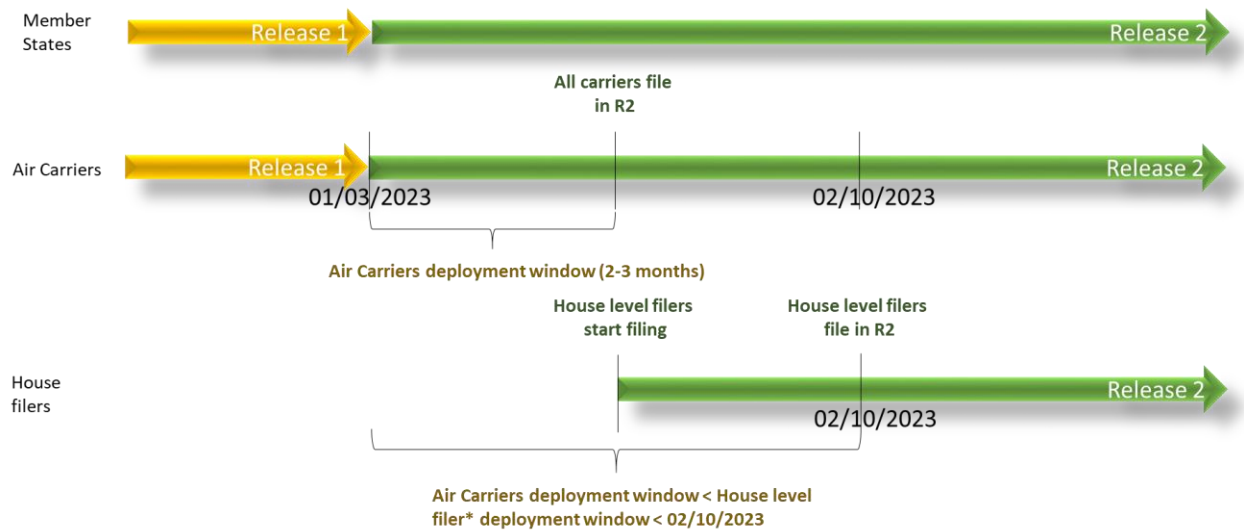 Member
States
Release 1
Release 2
All carriers file
in R2
Air Carriers
Release 1
Release 2
01/03/2023
02/10/2023
Air Carriers deployment window (2-3 months)
House level filers
start filing
House level filers
file in R2
House
filers
Release 2
02/10/2023
Air Carriers deployment window < House level
filer* deployment window < 02/10/2023